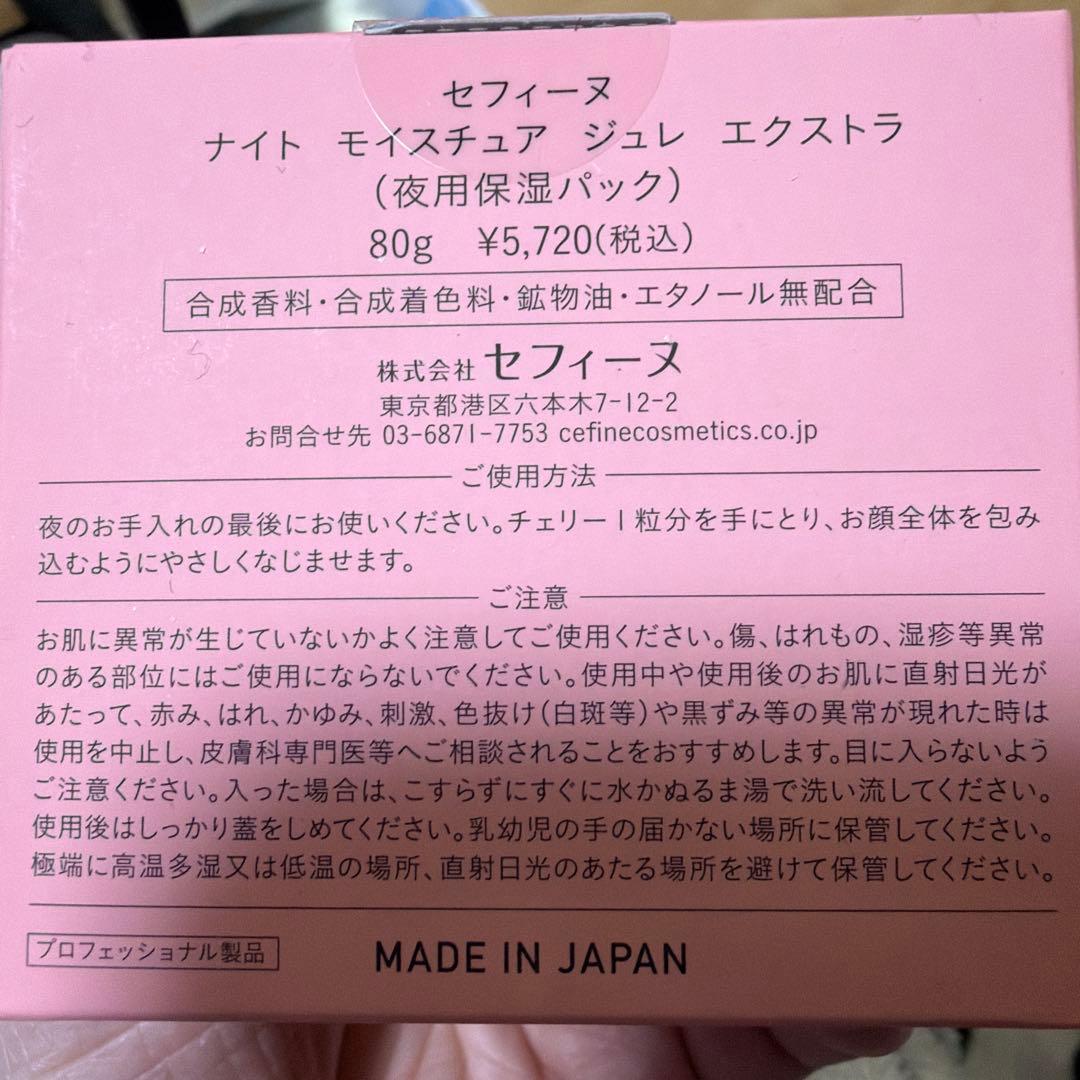 セフィーヌ
ナイト モイスチュア ジュレ エクストラ
(夜用保湿パック)
80g ¥5,720(税込)
合成香料・合成着色料・鉱物油・エタノール無配合
株式会社 セフィーヌ
東京都港区六本木7-12-2
お問合せ先 03-6871-7753 cefinecosmetics.co.jp
ご使用方法
夜のお手入れの最後にお使いください。チェリー1粒分を手にとり、お顔全体を包み
込むようにやさしくなじませます。
ご注意
お肌に異常が生じていないかよく注意してご使用ください。傷、はれもの、湿疹等異常
のある部位にはご使用にならないでください。使用中や使用後のお肌に直射日光が
あたって、赤み、はれ、かゆみ、刺激、色抜け(白斑等)や黒ずみ等の異常が現れた時は
使用を中止し、皮膚科専門医等へご相談されることをおすすめします。目に入らないよう
ご注意ください。入った場合は、こすらずにすぐに水かぬるま湯で洗い流してください。
使用後はしっかり蓋をしめてください。乳幼児の手の届かない場所に保管してください。
極端に高温多湿又は低温の場所、直射日光のあたる場所を避けて保管してください。
プロフェッショナル製品
MADE IN JAPAN